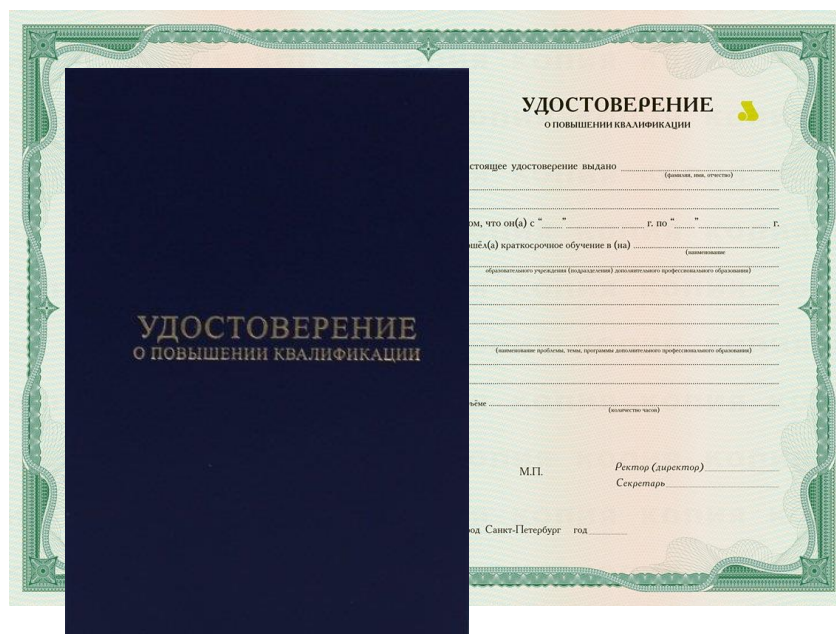 УДОСТОВЕРЕНИЕ
О ПОВЫШЕНИИ КВАЛИФИКАЦИИ
УДОСТОВЕРЕНИЕ
О ПОВЫШЕНИИ КВАЛИФИКАЦИИ
стоящее удостоверение выдано
(фамилия, имя, отчество)
ом, что он(а) с “ ” г. по “ ” г.
шёл(а) краткосрочное обучение в (на)
(наименование
образовательного учреждения (подразделения) дополнительного профессионального образования)
(наименование проблемы, темы, программы дополнительного профессионального образования)
ъёме
(количество часов)
М.П.
Ректор (директор)
Секретарь
од Санкт-Петербург год